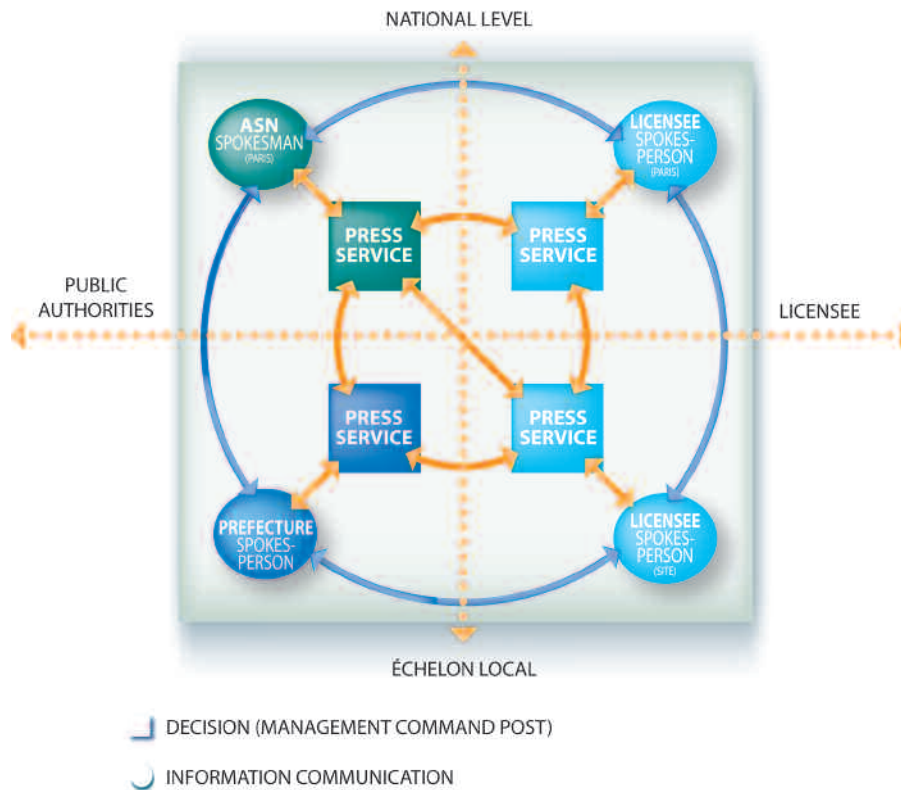 NATIONAL LEVEL
ASN
SPOKESMAN
(PARIS)
LICENSEE
SPOKES-
PERSON
(PARIS)
PRESS
SERVICE
PRESS
SERVICE
PUBLIC
AUTHORITIES
LICENSEE
PRESS
SERVICE
PRESS
SERVICE
PREFECTURE
SPOKES-
PERSON
LICENSEE
SPOKES-
PERSON
(SITE)
ÉCHELON LOCAL
DECISION (MANAGEMENT COMMAND POST)
INFORMATION COMMUNICATION